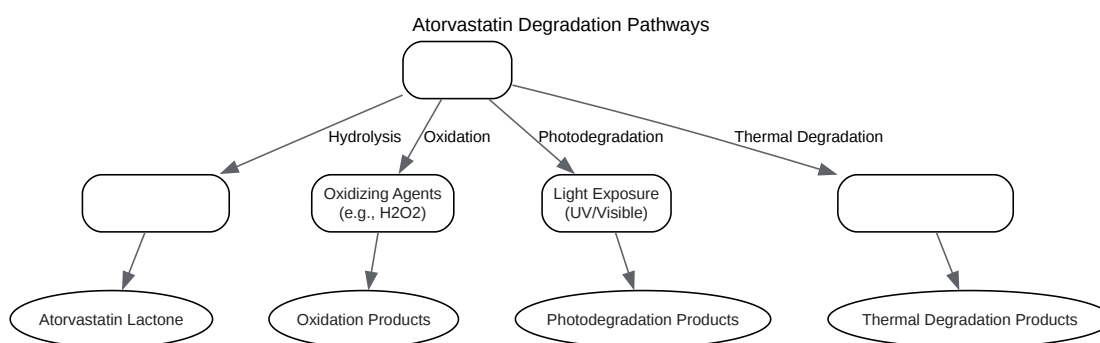 Atorvastatin Degradation Pathways
Hydrolysis
Oxidation
Photodegradation
Thermal Degradation
Oxidizing Agents
(e.g., H2O2)
Light Exposure
(UV/Visible)
Atorvastatin Lactone
Oxidation Products
Photodegradation Products
Thermal Degradation Products